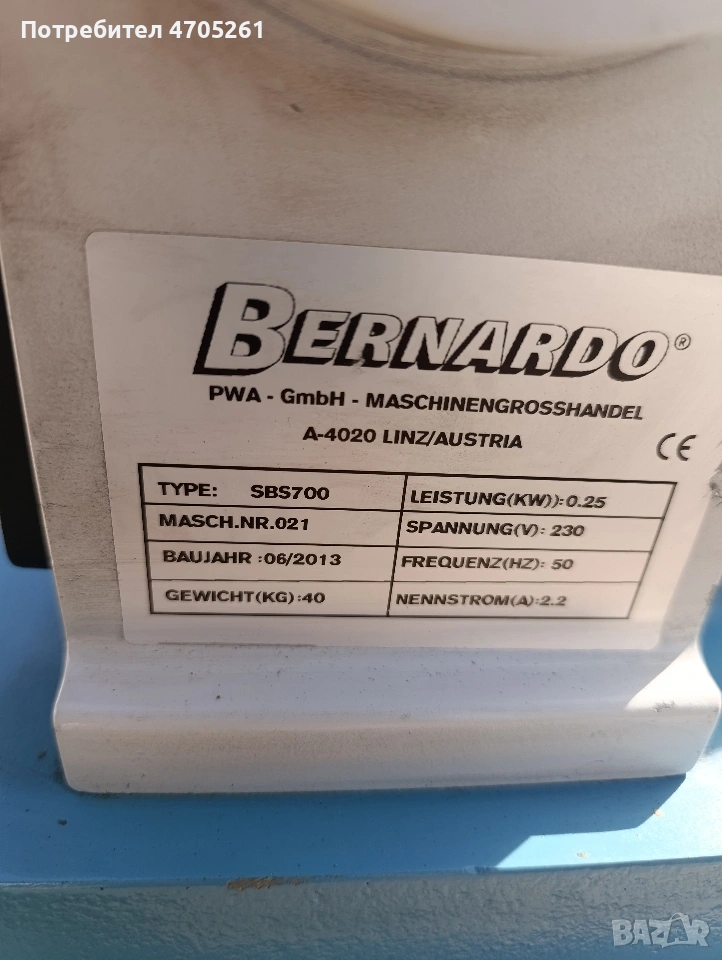 Потребител 4705261
BERNARDO®
PWA - GmbH - MASCHINENGROSSHANDEL
A-4020 LINZ/AUSTRIA
CE
TYPE: SBS700
LEISTUNG(KW)):0.25
MASCH.NR.021
SPANNUNG(V): 230
BAUJAHR :06/2013
FREQUENZ(HZ): 50
GEWICHT(KG):40
NENNSTROM(A):2.2
BAZAR